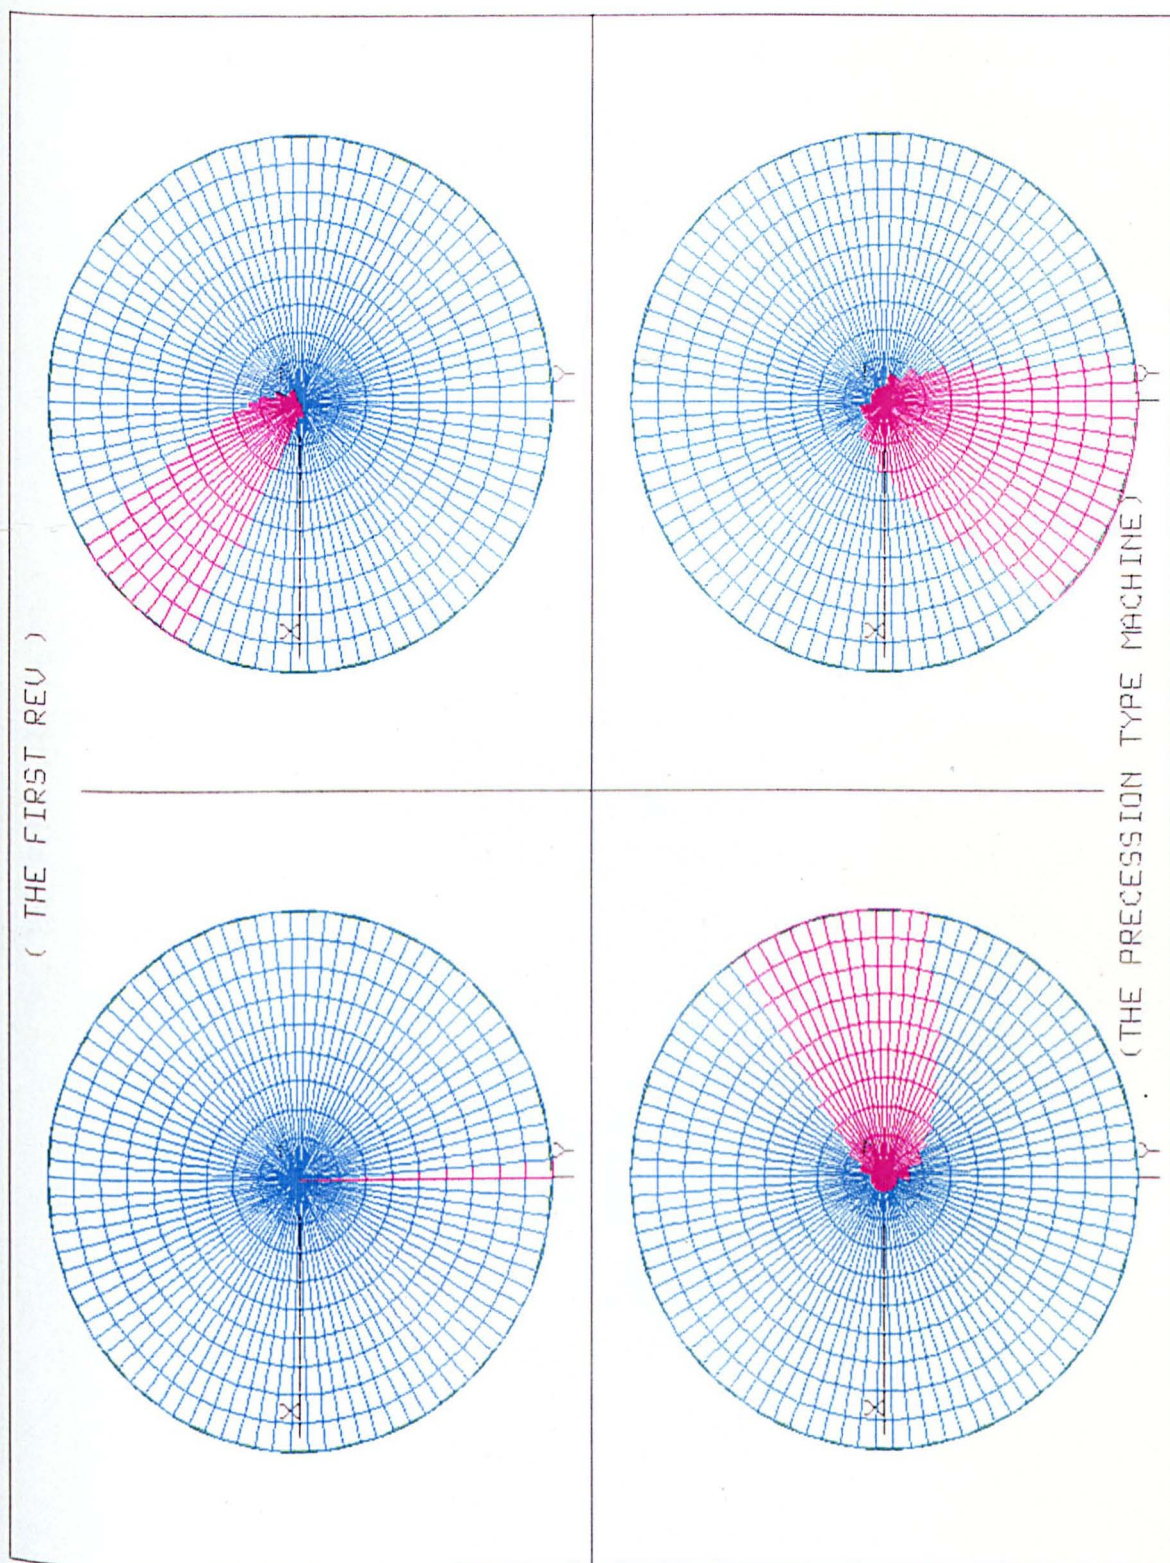 ( THE FIRST REV )
X
Y
X
Y
X
Y
X
Y
(THE PRECESSION TYPE MACHINE)